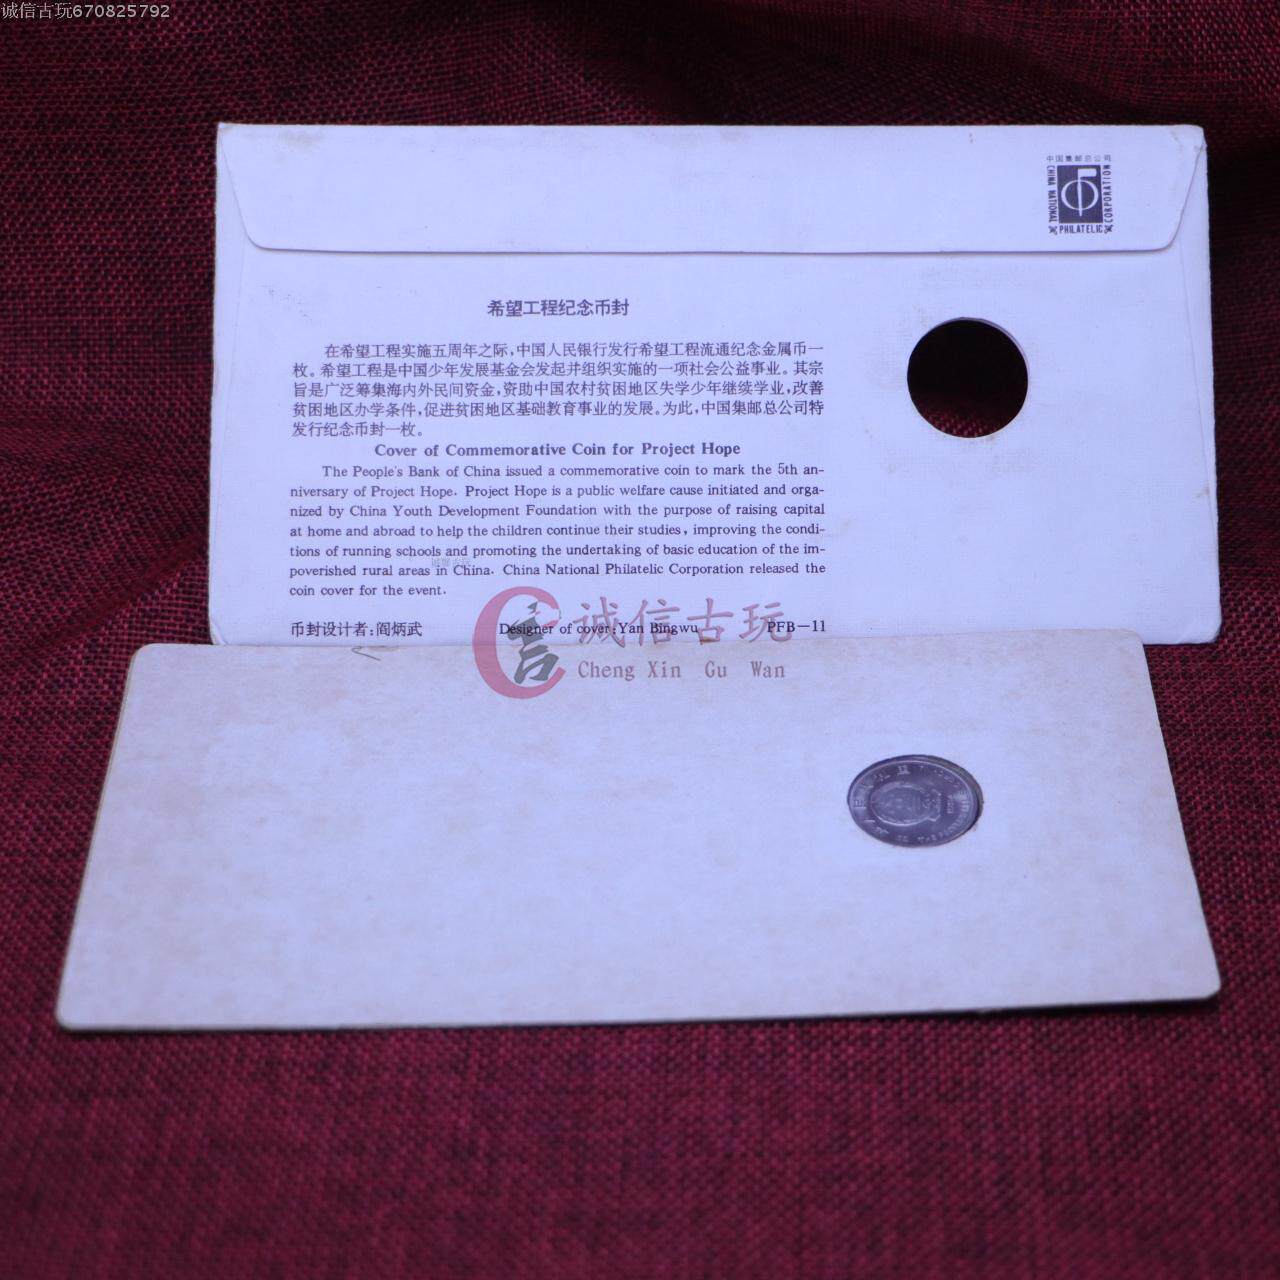 诚信古玩670825792
中国集邮总公司
CHINA NATIONAL
PHILATELIC
CORPORATION
希望工程纪念币封
在希望工程实施五周年之际,中国人民银行发行希望工程流通纪念金属币一
枚。希望工程是中国少年发展基金会发起并组织实施的一项社会公益事业。其宗
旨是广泛筹集海内外民间资金,资助中国农村贫困地区失学少年继续学业,改善
贫困地区办学条件,促进贫困地区基础教育事业的发展。为此,中国集邮总公司特
发行纪念币封一枚。
Cover of Commemorative Coin for Project Hope
The People's Bank of China issued a commemorative coin to mark the 5th an-
niversary of Project Hope. Project Hope is a public welfare cause initiated and orga-
nized by China Youth Development Foundation with the purpose of raising capital
at home and abroad to help the children continue their studies, improving the condi-
tions of running schools and promoting the undertaking of basic education of the im-
poverished rural areas in China. China National Philatelic Corporation released the
coin cover for the event.
币封设计者:阎炳武 Designer of cover:Yan Bingwu PFB-11
诚信古玩
Cheng Xin Gu Wan